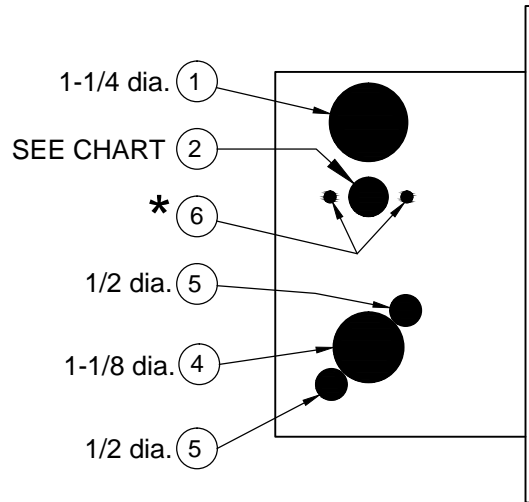 1-1/4 dia. 1
SEE CHART 2
* 6
1/2 dia. 5
1-1/8 dia. 4
1/2 dia. 5